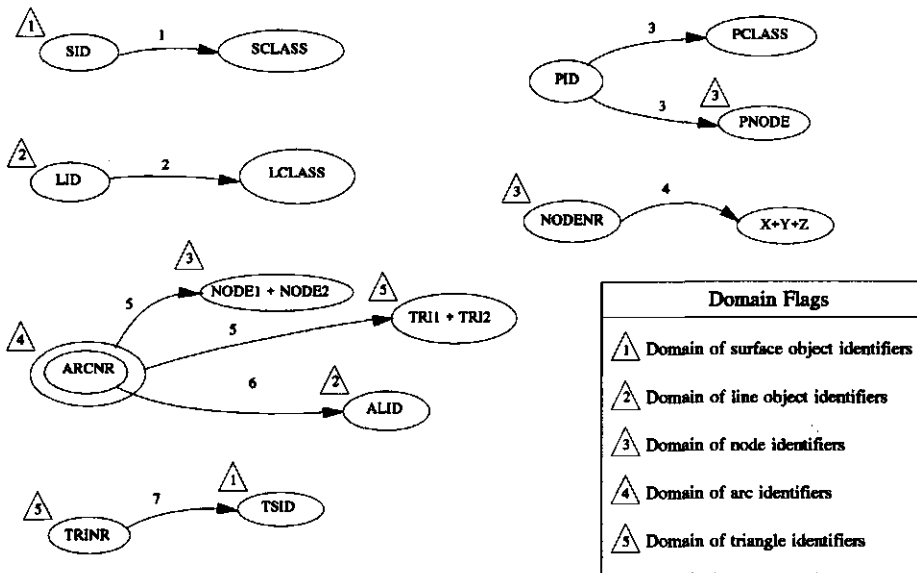 1
1
SID
SCLASS
3
PCLASS
PID
3
3
PNODE
2
2
LID
LCLASS
3
4
NODENR
X+Y+Z
3
5
NODE1 + NODE2
5
5
TRI1 + TRI2
4
ARCNR
6
2
ALID
7
1
5
TRINR
TSID
Domain Flags
1 Domain of surface object identifiers
2 Domain of line object identifiers
3 Domain of node identifiers
4 Domain of arc identifiers
5 Domain of triangle identifiers